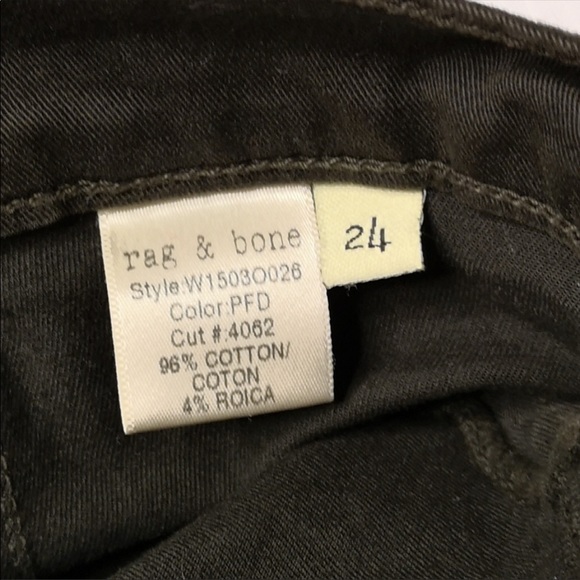 rag & bone
Style:W1503O026
Color:PFD
Cut #:4062
96% COTTON/
COTON
4% ROICA
24